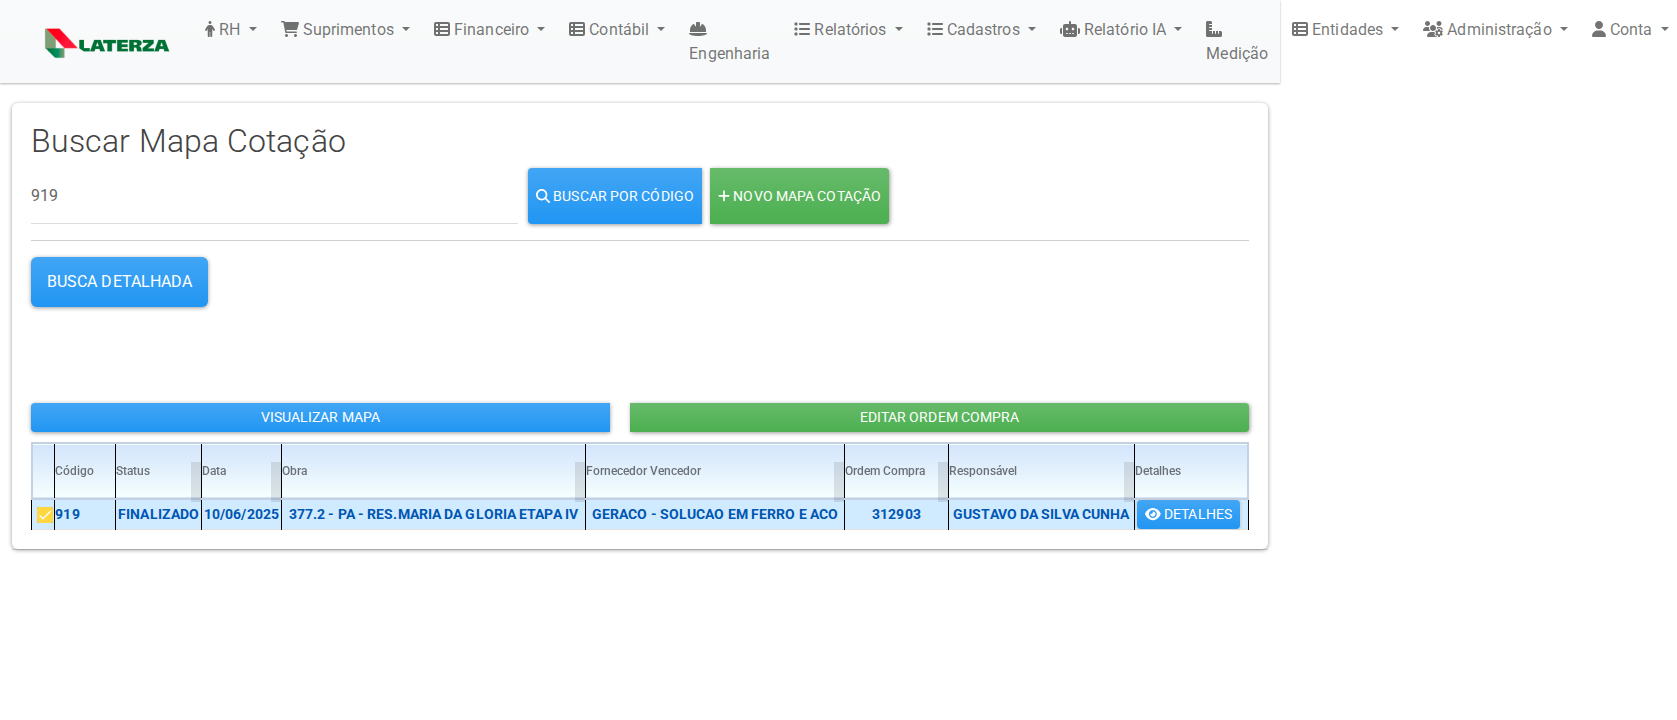 LATERZA
RH
Suprimentos
Financeiro
Contábil
Engenharia
Relatórios
Cadastros
Relatório IA
Medição
Entidades
Administração
Conta
Buscar Mapa Cotação
919
BUSCAR POR CÓDIGO
NOVO MAPA COTAÇÃO
BUSCA DETALHADA
VISUALIZAR MAPA
EDITAR ORDEM COMPRA
Código Status Data Obra Fornecedor Vencedor Ordem Compra Responsável Detalhes
919 FINALIZADO 10/06/2025 377.2 - PA - RES.MARIA DA GLORIA ETAPA IV GERACO - SOLUCAO EM FERRO E ACO 312903 GUSTAVO DA SILVA CUNHA DETALHES